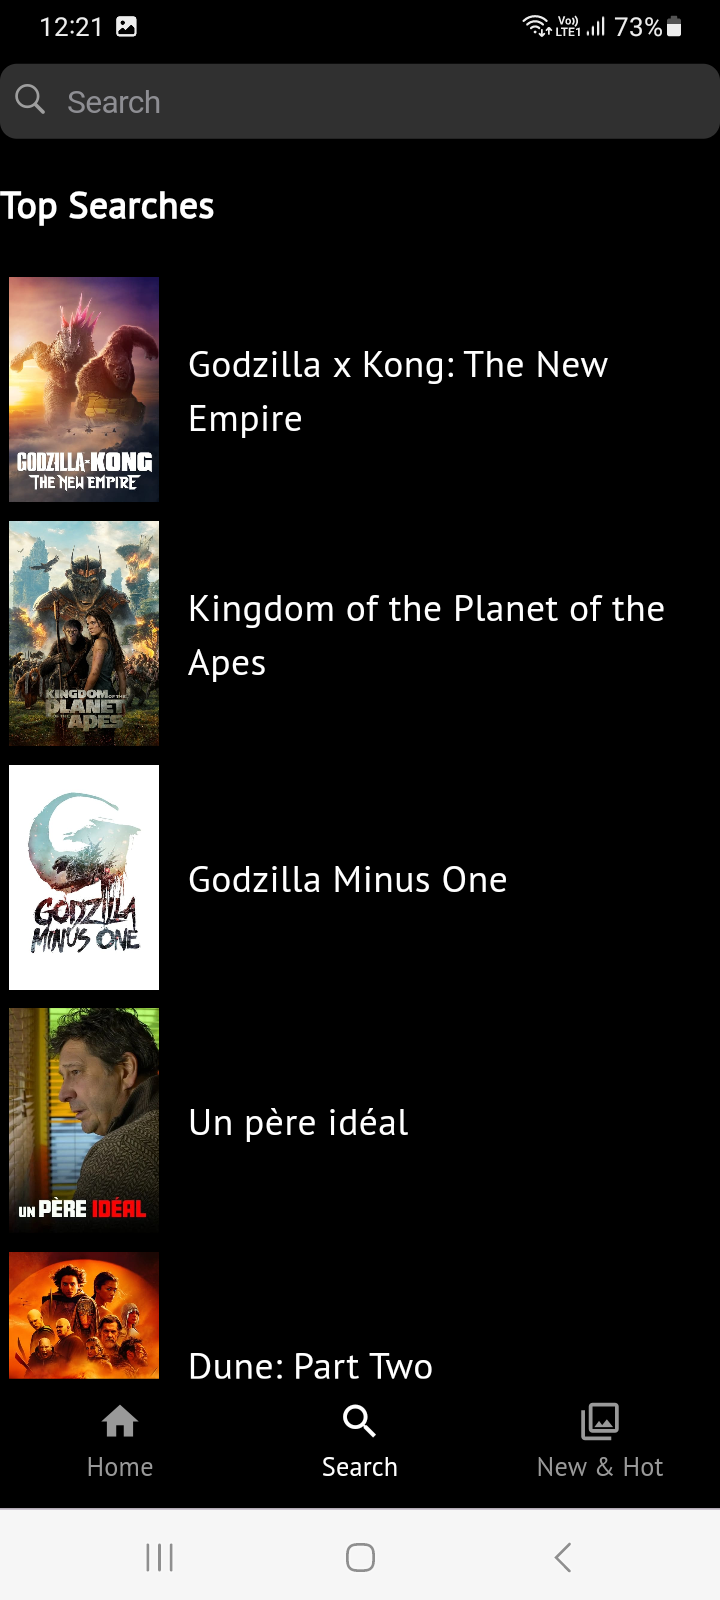 12:21 Vo)) LTE1 73%
Search
Top Searches
GODZILLA x KONG
THE NEW EMPIRE
Godzilla x Kong: The New
Empire
KINGDOM OF THE
PLANET
OF THE APES
Kingdom of the Planet of the
Apes
GODZILLA
MINUS ONE
Godzilla Minus One
UN PÈRE IDÉAL
Un père idéal
Dune: Part Two
Home Search New & Hot